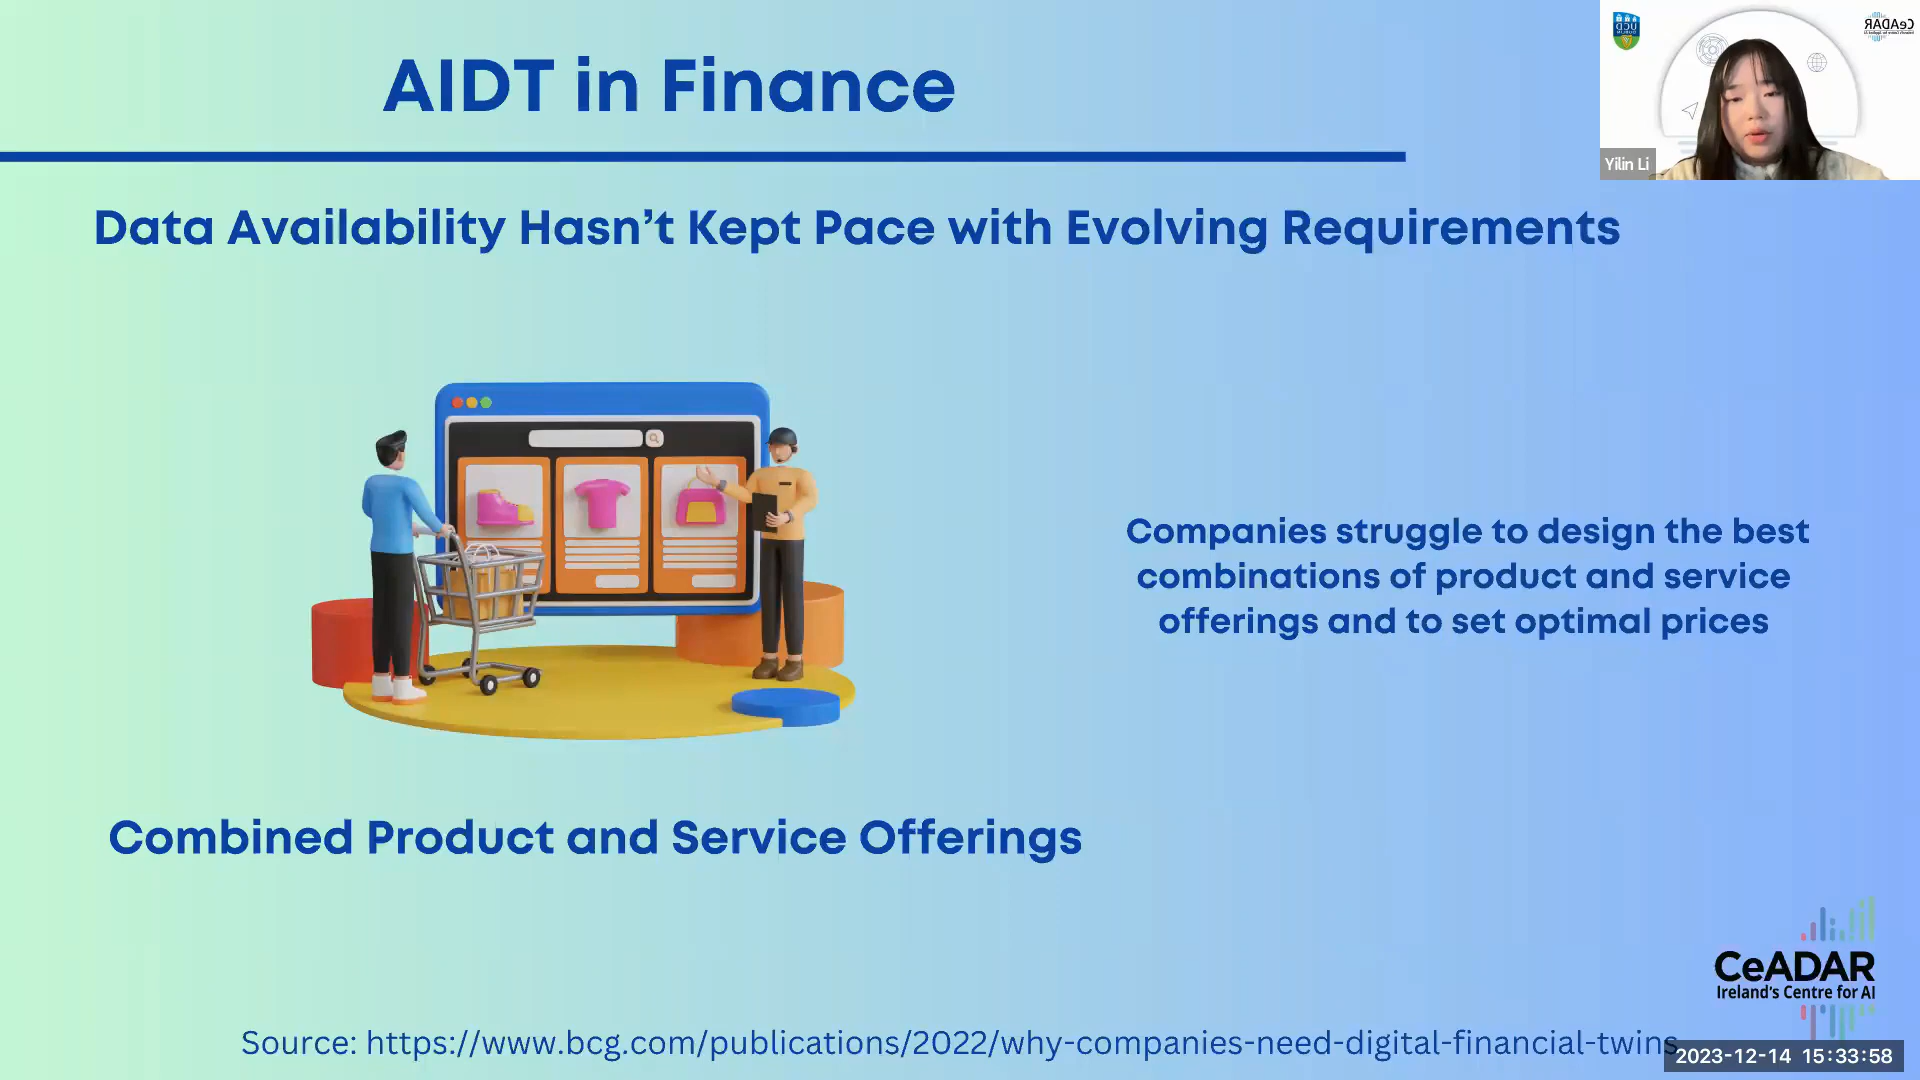 AIDT in Finance
Data Availability Hasn’t Kept Pace with Evolving Requirements
Companies struggle to design the best
combinations of product and service
offerings and to set optimal prices
Combined Product and Service Offerings
Source: https://www.bcg.com/publications/2022/why-companies-need-digital-financial-twins
CeADAR
Ireland's Centre for AI
2023-12-14 15:33:58
Yilin Li
UCD
DUBLIN
CeADAR